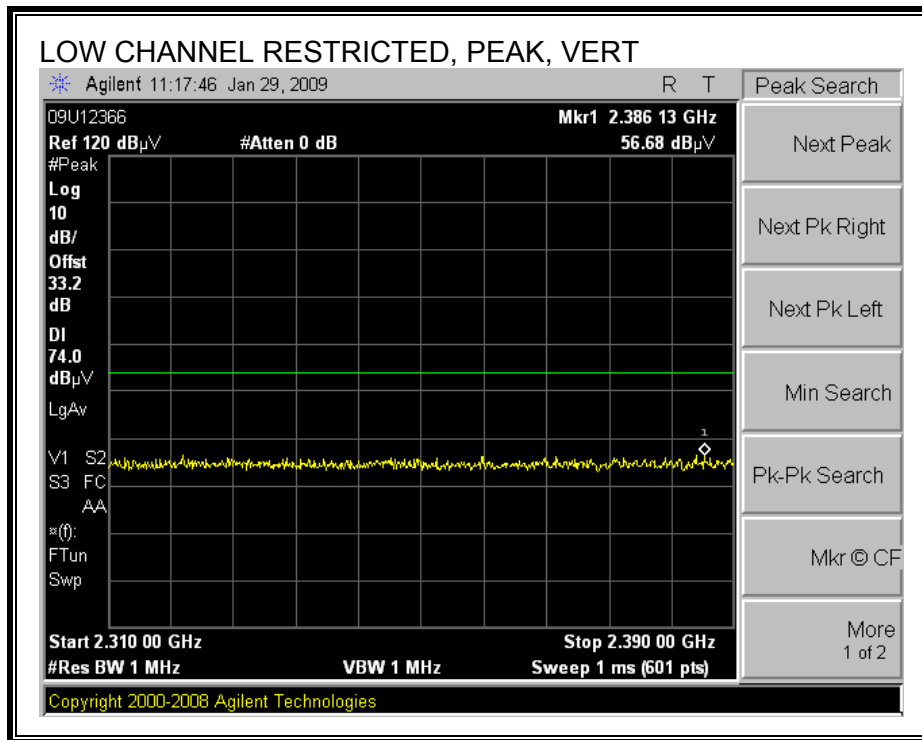 LOW CHANNEL RESTRICTED, PEAK, VERT
Agilent 11:17:46 Jan 29, 2009 R T
Peak Search
09U12366
Mkr1 2.386 13 GHz
Ref 120 dBµV #Atten 0 dB 56.68 dBµV
#Peak
Log
10
dB/
Offst
33.2
dB
DI
74.0
dBµV
LgAv
1
V1 S2
S3 FC
AA
¤(f):
FTun
Swp
Start 2.310 00 GHz Stop 2.390 00 GHz
#Res BW 1 MHz VBW 1 MHz Sweep 1 ms (601 pts)
Next Peak
Next Pk Right
Next Pk Left
Min Search
Pk-Pk Search
Mkr © CF
More
1 of 2
Copyright 2000-2008 Agilent Technologies